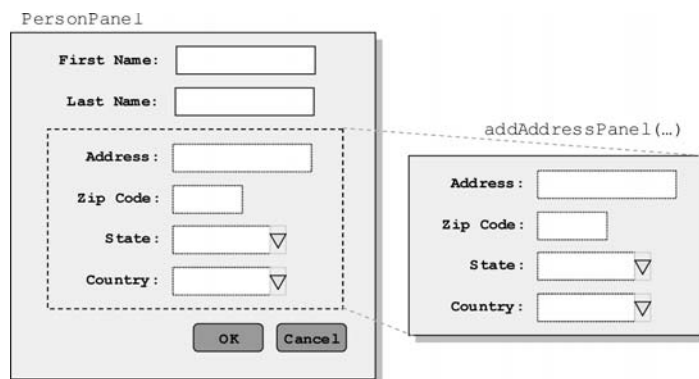 PersonPanel
First Name:
Last Name:
Address:
Zip Code:
State:
Country:
OK Cancel
addAddressPanel(…)
Address:
Zip Code:
State:
Country: